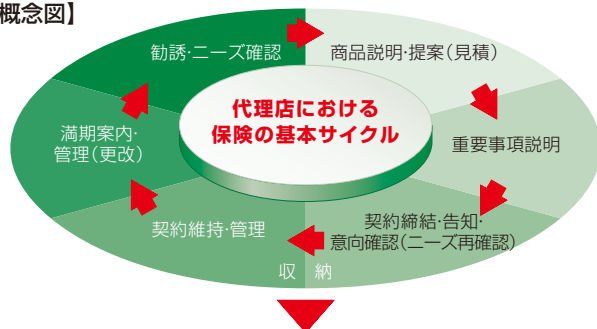 概念図】
勧誘・ニーズ確認
商品説明・提案（見積）
代理店における
保険の基本サイクル
重要事項説明
契約締結・告知・
意向確認（ニーズ再確認）
収納
契約維持・管理
満期案内・
管理（更改）